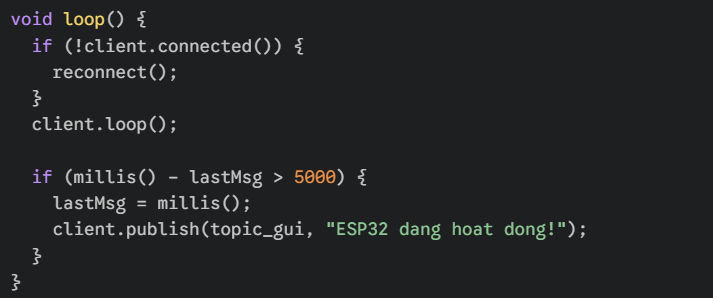 void loop() {
  if (!client.connected()) {
    reconnect();
  }
  client.loop();

  if (millis() - lastMsg > 5000) {
    lastMsg = millis();
    client.publish(topic_gui, "ESP32 dang hoat dong!");
  }
}